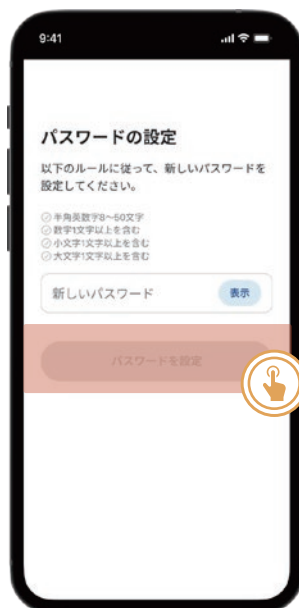 9:41
パスワードの設定
以下のルールに従って、新しいパスワードを
設定してください。
半角英数字8〜50文字
数字1文字以上を含む
小文字1文字以上を含む
大文字1文字以上を含む
新しいパスワード 表示
パスワードを設定